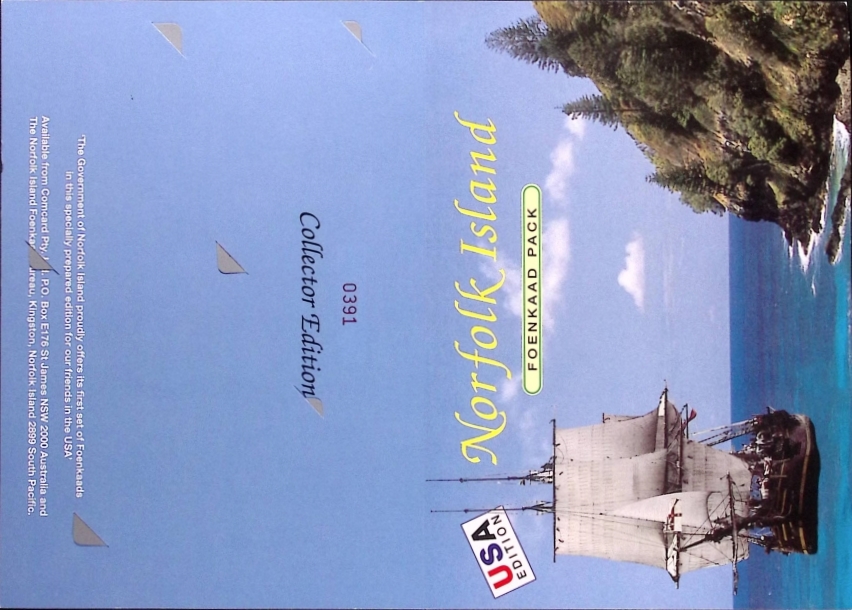 Norfolk Island
FOENKAAD PACK
USA
EDITION
0391
Collector Edition
'The Government of Norfolk Island proudly offers its first set of Foenkaads
in this specially prepared edition for our friends in the USA'
Available from: Comcard Pty. P.O. Box E176 St James NSW 2000 Australia and
The Norfolk Island Kingston, Norfolk Island 2899 South Pacific.